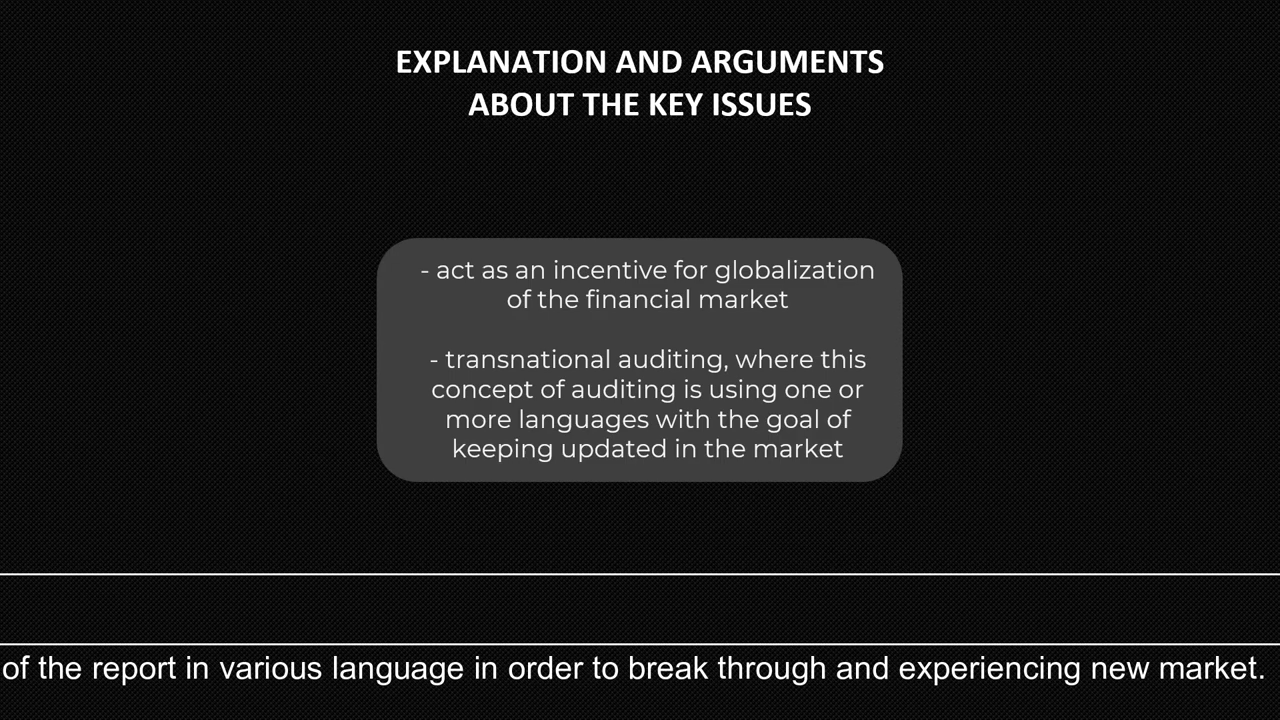 EXPLANATION AND ARGUMENTS
ABOUT THE KEY ISSUES
- act as an incentive for globalization
of the financial market
- transnational auditing, where this
concept of auditing is using one or
more languages with the goal of
keeping updated in the market
of the report in various language in order to break through and experiencing new market.